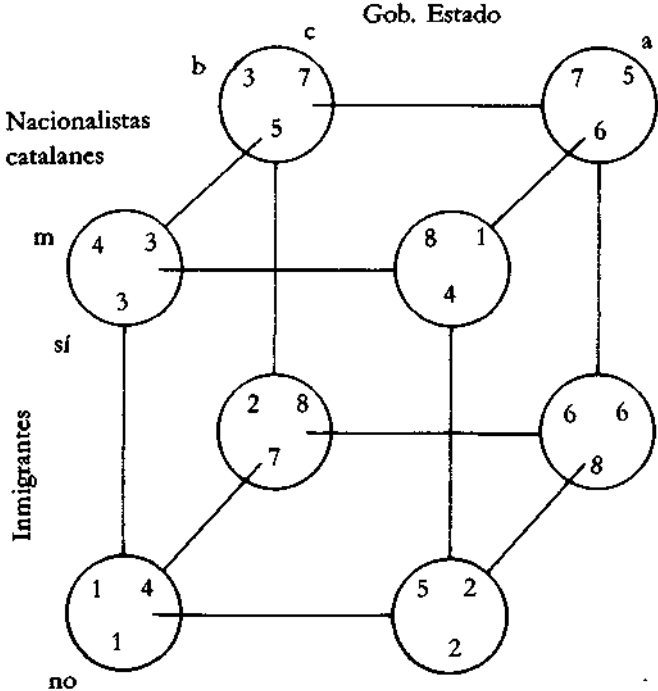 Gob. Estado
c
a
b
3 7
7 5
Nacionalistas
catalanes
5
6
m
4 3
8 1
3
4
sí
Inmigrantes
2 8
6 6
7
8
1 4
5 2
1
2
no